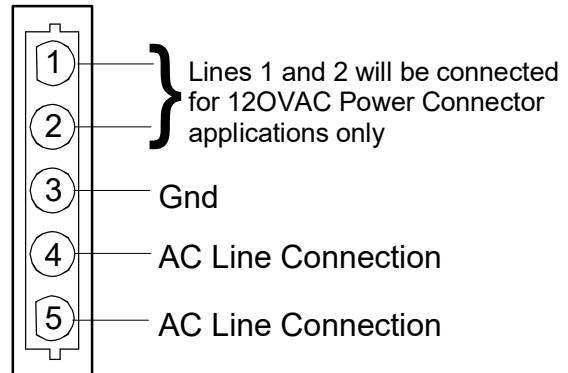 1
Lines 1 and 2 will be connected
for 12OVAC Power Connector
2
applications only
3 Gnd
4 AC Line Connection
5 AC Line Connection